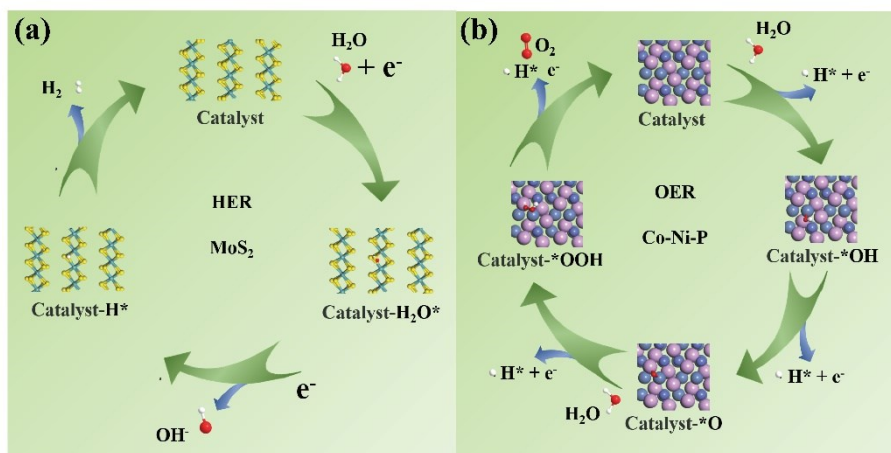 (a)
H₂O
+ e⁻
H₂
Catalyst
HER
MoS₂
Catalyst-H*
Catalyst-H₂O*
e⁻
OH⁻
(b)
O₂
H* e⁻
H₂O
H* + e⁻
Catalyst
OER
Co-Ni-P
Catalyst-*OOH
Catalyst-*OH
H* + e⁻
H* + e⁻
H₂O
Catalyst-*O